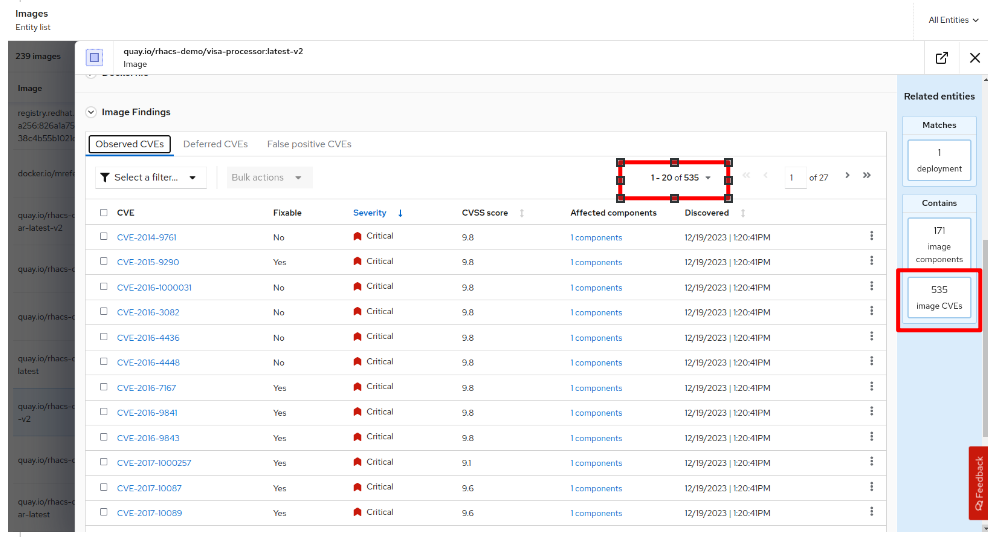 Images
Entity list
All Entities
239 images
quay.io/rhacs-demo/visa-processor:latest-v2
Image
Image
registry.redhat
a256:826a1a75
38c4b55b1021
docker.io/mrefe
quay.io/rhacs-d
ar-latest-v2
quay.io/rhacs-d
quay.io/rhacs-d
quay.io/rhacs-d
latest
quay.io/rhacs-d
-v2
quay.io/rhacs-d
quay.io/rhacs-d
ar-latest
Image Findings
Observed CVEs Deferred CVEs False positive CVEs
Select a filter... Bulk actions 1 - 20 of 535 1 of 27
CVE Fixable Severity CVSS score Affected components Discovered
CVE-2014-9761 No Critical 9.8 1 components 12/19/2023 | 1:20:41PM
CVE-2015-9290 Yes Critical 9.8 1 components 12/19/2023 | 1:20:41PM
CVE-2016-1000031 No Critical 9.8 1 components 12/19/2023 | 1:20:41PM
CVE-2016-3082 No Critical 9.8 1 components 12/19/2023 | 1:20:41PM
CVE-2016-4436 No Critical 9.8 1 components 12/19/2023 | 1:20:41PM
CVE-2016-4448 No Critical 9.8 1 components 12/19/2023 | 1:20:41PM
CVE-2016-7167 Yes Critical 9.8 1 components 12/19/2023 | 1:20:41PM
CVE-2016-9841 Yes Critical 9.8 1 components 12/19/2023 | 1:20:41PM
CVE-2016-9843 Yes Critical 9.8 1 components 12/19/2023 | 1:20:41PM
CVE-2017-1000257 Yes Critical 9.1 1 components 12/19/2023 | 1:20:41PM
CVE-2017-10087 Yes Critical 9.6 1 components 12/19/2023 | 1:20:41PM
CVE-2017-10089 Yes Critical 9.6 1 components 12/19/2023 | 1:20:41PM
Related entities
Matches
1
deployment
Contains
171
image
components
535
image CVEs
Feedback